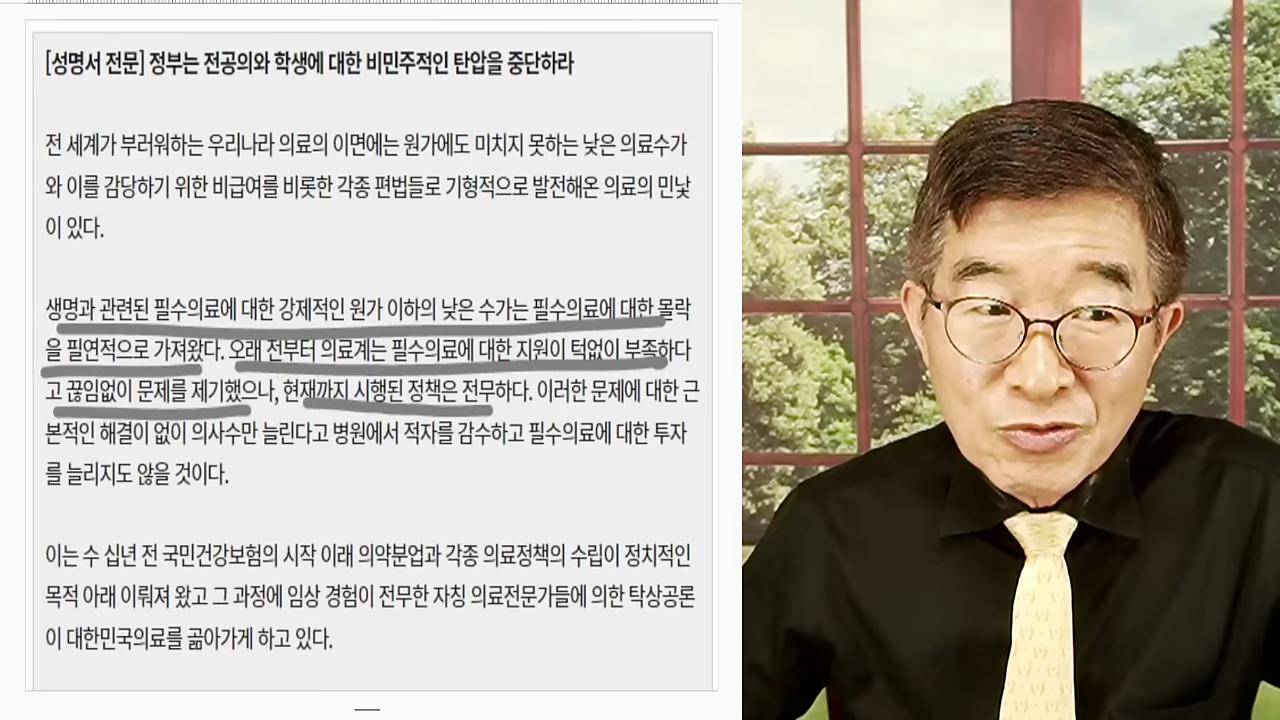 [성명서 전문] 정부는 전공의와 학생에 대한 비민주적인 탄압을 중단하라
전 세계가 부러워하는 우리나라 의료의 이면에는 원가에도 미치지 못하는 낮은 의료수가
와 이를 감당하기 위한 비급여를 비롯한 각종 편법들로 기형적으로 발전해온 의료의 민낯
이 있다.
생명과 관련된 필수의료에 대한 강제적인 원가 이하의 낮은 수가는 필수의료에 대한 몰락
을 필연적으로 가져왔다. 오래 전부터 의료계는 필수의료에 대한 지원이 턱없이 부족하다
고 끊임없이 문제를 제기했으나, 현재까지 시행된 정책은 전무하다. 이러한 문제에 대한 근
본적인 해결이 없이 의사수만 늘린다고 병원에서 적자를 감수하고 필수의료에 대한 투자
를 늘리지도 않을 것이다.
이는 수 십년 전 국민건강보험의 시작 이래 의약분업과 각종 의료정책의 수립이 정치적인
목적 아래 이뤄져 왔고 그 과정에 임상 경험이 전무한 자칭 의료전문가들에 의한 탁상공론
이 대한민국의료를 곪아가게 하고 있다.